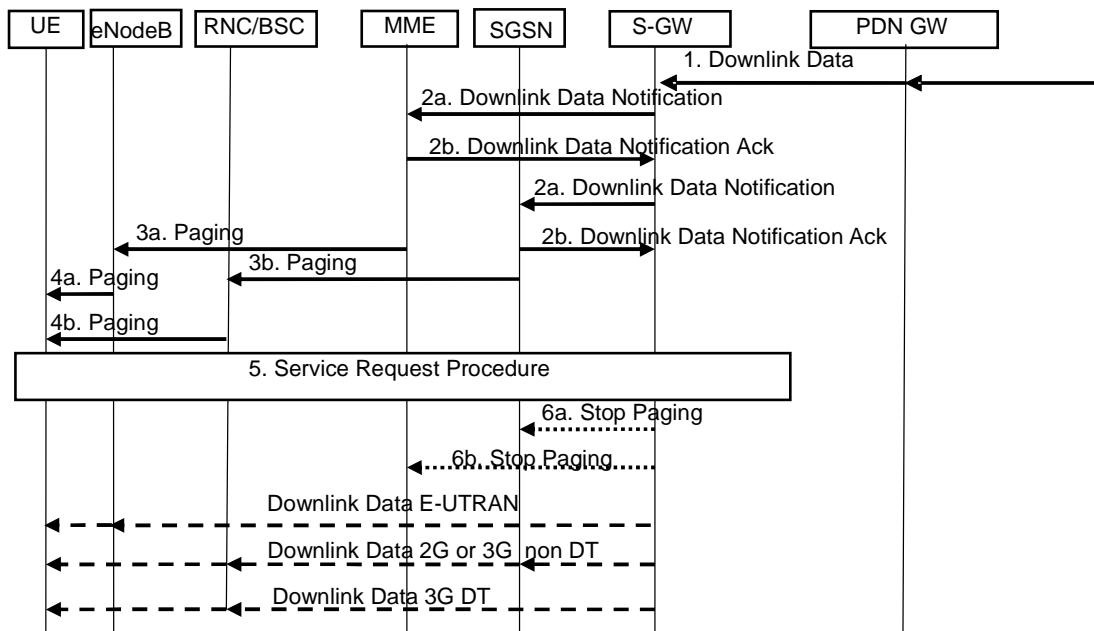 UE eNodeB RNC/BSC MME SGSN S-GW PDN GW
1. Downlink Data
2a. Downlink Data Notification
2b. Downlink Data Notification Ack
2a. Downlink Data Notification
3a. Paging
2b. Downlink Data Notification Ack
3b. Paging
4a. Paging
4b. Paging
5. Service Request Procedure
6a. Stop Paging
6b. Stop Paging
Downlink Data E-UTRAN
Downlink Data 2G or 3G non DT
Downlink Data 3G DT